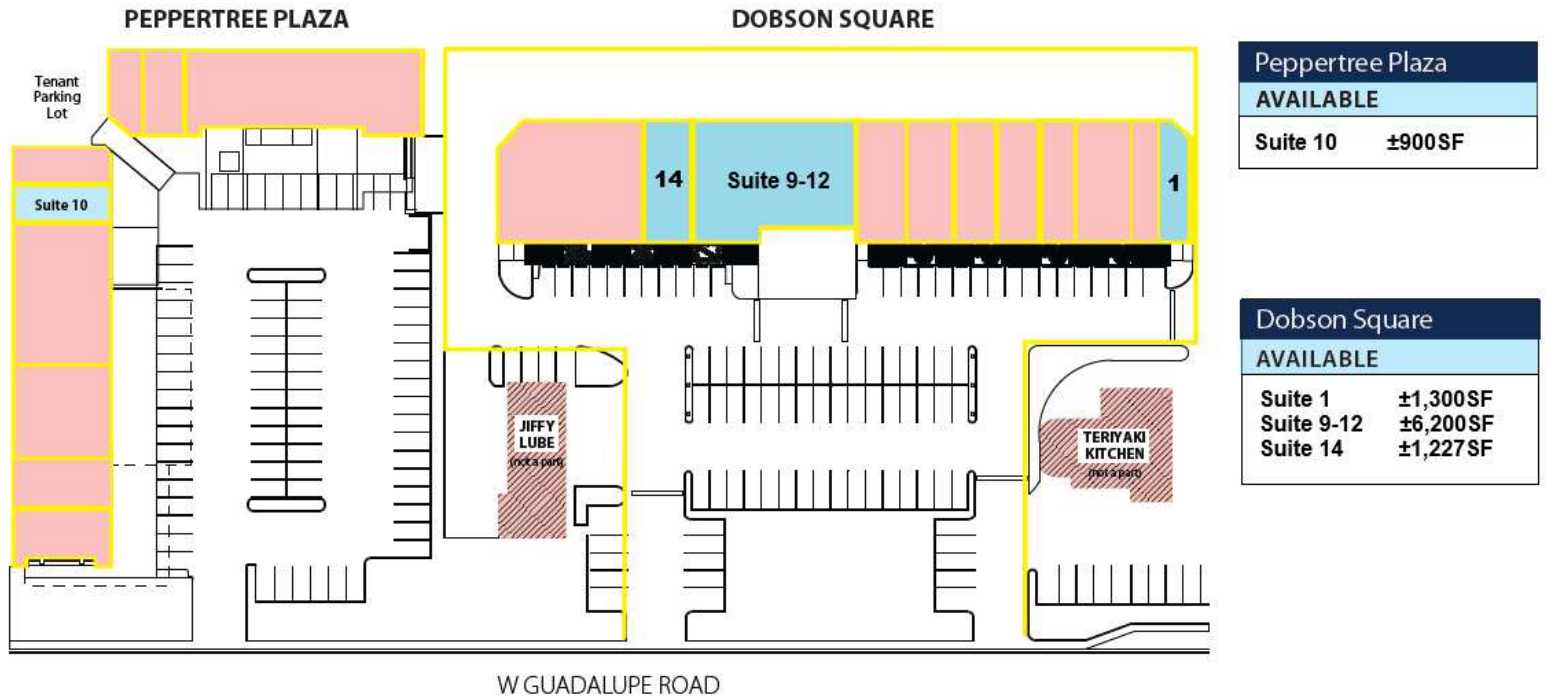 PEPPERTREE PLAZA
DOBSON SQUARE
Tenant
Parking
Lot
Suite 10
14
Suite 9-12
1
JIFFY
LUBE
(not a part)
TERIYAKI
KITCHEN
(not a part)
W GUADALUPE ROAD
Peppertree Plaza
AVAILABLE
Suite 10 ±900SF
Dobson Square
AVAILABLE
Suite 1 ±1,300SF
Suite 9-12 ±6,200SF
Suite 14 ±1,227SF